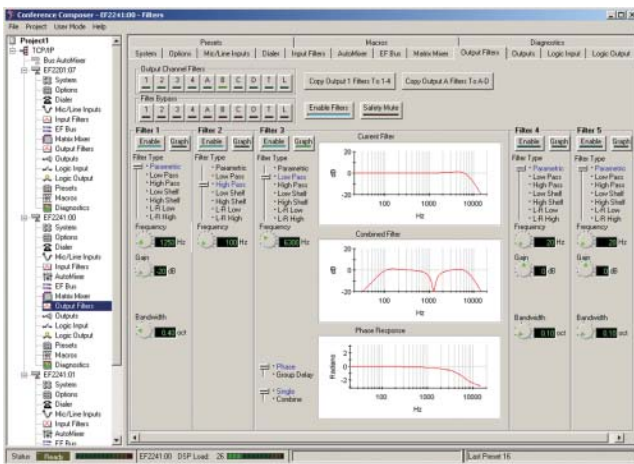 Conference Composer - EF2241:00 - Filters
File Project User Mode Help
Project1
TCP/IP
Bus AutoMixer
EF2201:07
System
Options
Dialer
Mic/Line Inputs
Input Filters
EF Bus
Matrix Mixer
Output Filters
Outputs
Logic Input
Logic Output
Presets
Macros
Diagnostics
EF2241:00
System
Options
Dialer
Mic/Line Inputs
Input Filters
AutoMixer
EF Bus
Matrix Mixer
Output Filters
Outputs
Logic Input
Logic Output
Presets
Macros
Diagnostics
EF2241:01
System
Options
Dialer
Mic/Line Inputs
Input Filters
AutoMixer
EF Bus
Presets Macros Diagnostics
System Options Mic/Line Inputs Dialer Input Filters AutoMixer EF Bus Matrix Mixer Output Filters Outputs Logic Input Logic Output
Output Channel Filters
1 2 3 4 A B C D T L
Copy Output 1 Filters To 1-4 Copy Output A Filters To A-D
Filter Bypass
1 2 3 4 A B C D T L
Enable Filters Safety Mute
Filter 1
Enable Graph
Filter Type
Parametric
Low Pass
High Pass
Low Shelf
High Shelf
L-R Low
L-R High
Frequency
1250 Hz
Gain
-20 dB
Bandwidth
0.40 oct
Filter 2
Enable Graph
Filter Type
Parametric
Low Pass
High Pass
Low Shelf
High Shelf
L-R Low
L-R High
Frequency
100 Hz
Filter 3
Enable Graph
Filter Type
Parametric
Low Pass
High Pass
Low Shelf
High Shelf
L-R Low
L-R High
Frequency
6300 Hz
Phase
Group Delay
Single
Combine
Current Filter
20
dB
0
-20
100 1000 10000
Hz
Combined Filter
20
dB
0
-20
100 1000 10000
Hz
Phase Response
Radians
2
0
-2
100 1000 10000
Hz
Filter 4
Enable Graph
Filter Type
Parametric
Low Pass
High Pass
Low Shelf
High Shelf
L-R Low
L-R High
Frequency
20 Hz
Gain
0 dB
Bandwidth
0.10 oct
Filter 5
Enable Graph
Filter Type
Parametric
Low Pass
High Pass
Low Shelf
High Shelf
L-R Low
L-R High
Frequency
20 Hz
Gain
0 dB
Bandwidth
0.10 oct
Status Ready EF2241:00 DSP Load: 26 Last Preset 16